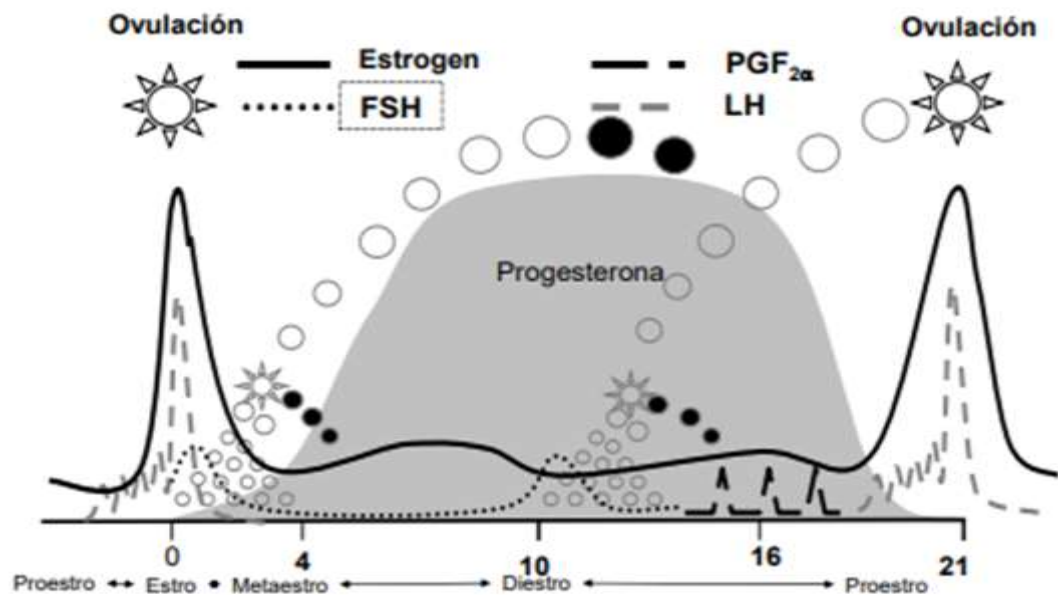 Ovulación
Ovulación
Estrogen
PGF2α
FSH
LH
Progesterona
0
4
10
16
21
Proestro
Estro
Metaestro
Diestro
Proestro